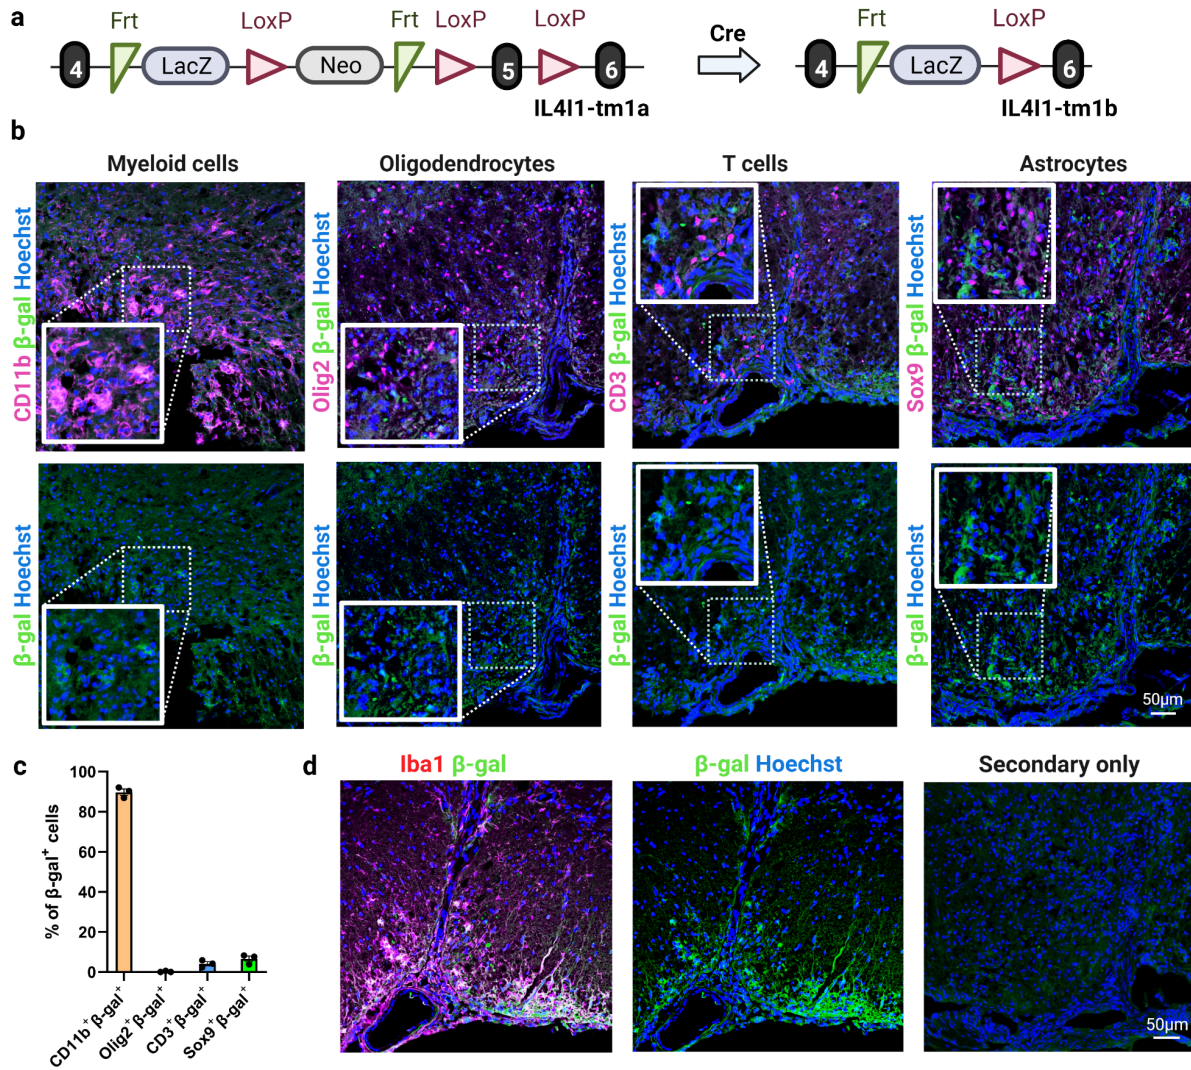 a
Frt LoxP Frt LoxP LoxP
4 LacZ Neo 5 6
IL4I1-tm1a
Cre
Frt LoxP
4 LacZ 6
IL4I1-tm1b
b
Myeloid cells Oligodendrocytes T cells Astrocytes
CD11b β-gal Hoechst
Olig2 β-gal Hoechst
CD3 β-gal Hoechst
Sox9 β-gal Hoechst
β-gal Hoechst
β-gal Hoechst
β-gal Hoechst
β-gal Hoechst
50μm
c
% of β-gal⁺ cells
100
80
60
40
20
0
CD11b⁺ β-gal⁺
Olig2⁺ β-gal⁺
CD3⁺ β-gal⁺
Sox9⁺ β-gal⁺
d
Iba1 β-gal
β-gal Hoechst
Secondary only
50μm